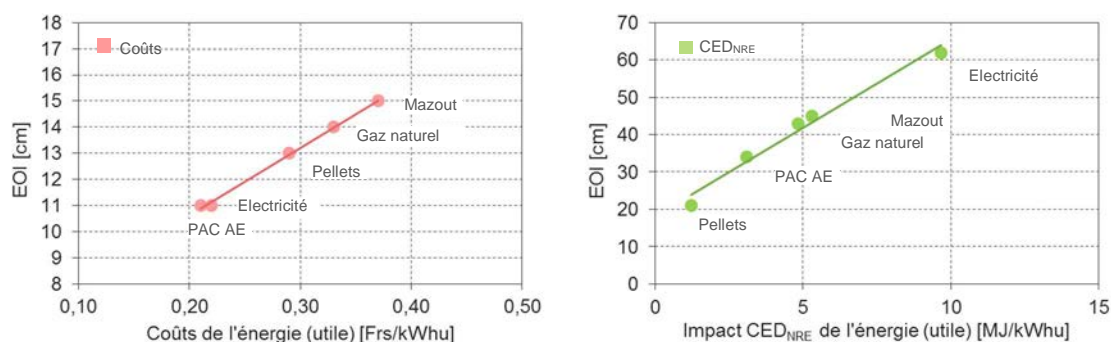 18
17
16
15
14
13
12
11
10
9
8
EOI [cm]
Coûts
Mazout
Gaz naturel
Pellets
Electricité
PAC AE
0,10
0,20
0,30
0,40
0,50
Coûts de l'énergie (utile) [Frs/kWhu]
70
60
50
40
30
20
10
0
EOI [cm]
CEDNRE
Electricité
Mazout
Gaz naturel
PAC AE
Pellets
0
5
10
15
Impact CEDNRE de l'énergie (utile) [MJ/kWhu]